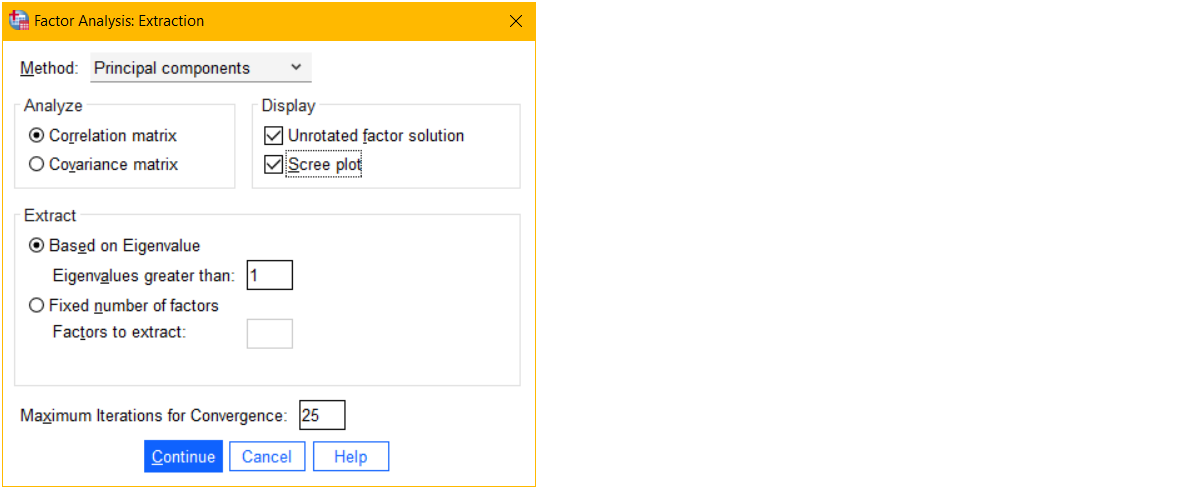 Factor Analysis: Extraction
Method: Principal components
Analyze
Correlation matrix
Covariance matrix
Display
Unrotated factor solution
Scree plot
Extract
Based on Eigenvalue
Eigenvalues greater than: 1
Fixed number of factors
Factors to extract:
Maximum Iterations for Convergence: 25
Continue Cancel Help